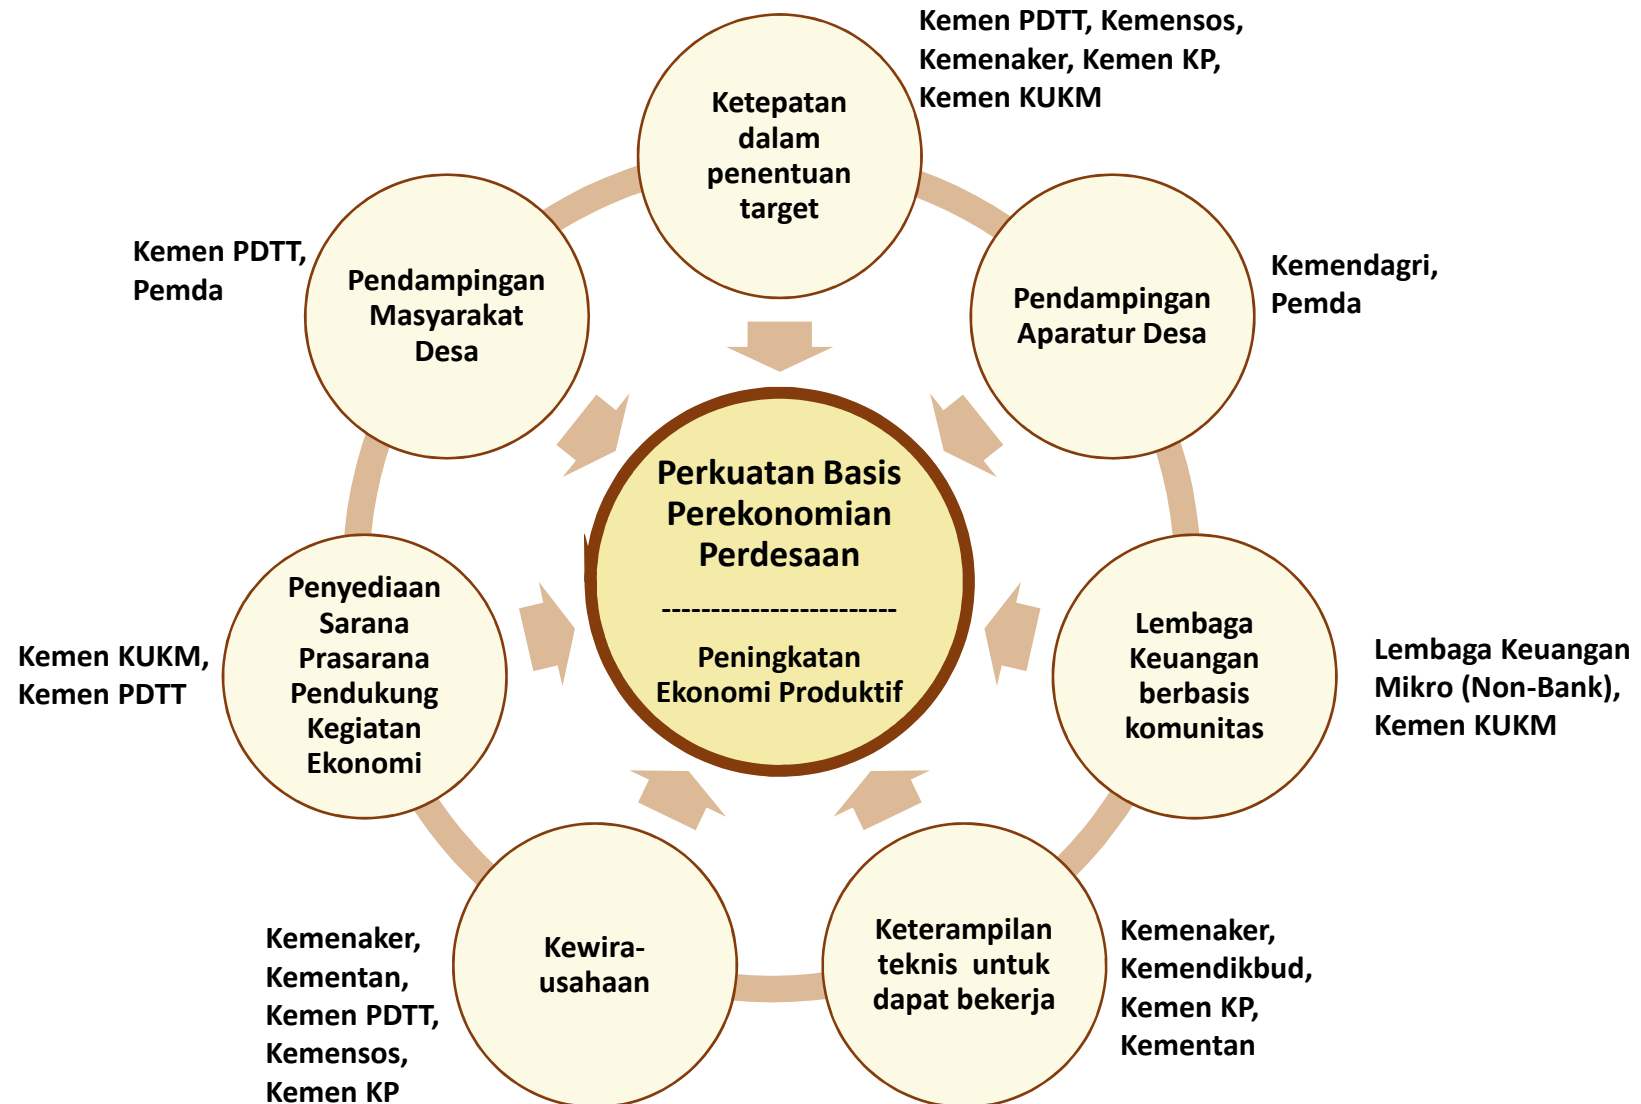 Kemen PDTT, Kemensos,
Kemenaker, Kemen KP,
Kemen KUKM
Ketepatan
dalam
penentuan
target
Kemen PDTT,
Pemda
Pendampingan
Masyarakat
Desa
Pendampingan
Aparatur Desa
Kemendagri,
Pemda
Perkuatan Basis
Perekonomian
Perdesaan
------------------------
Peningkatan
Ekonomi Produktif
Kemen KUKM,
Kemen PDTT
Penyediaan
Sarana
Prasarana
Pendukung
Kegiatan
Ekonomi
Lembaga
Keuangan
berbasis
komunitas
Lembaga Keuangan
Mikro (Non-Bank),
Kemen KUKM
Kemenaker,
Kementan,
Kemen PDTT,
Kemensos,
Kemen KP
Kewira-
usahaan
Keterampilan
teknis  untuk
dapat bekerja
Kemenaker,
Kemendikbud,
Kemen KP,
Kementan